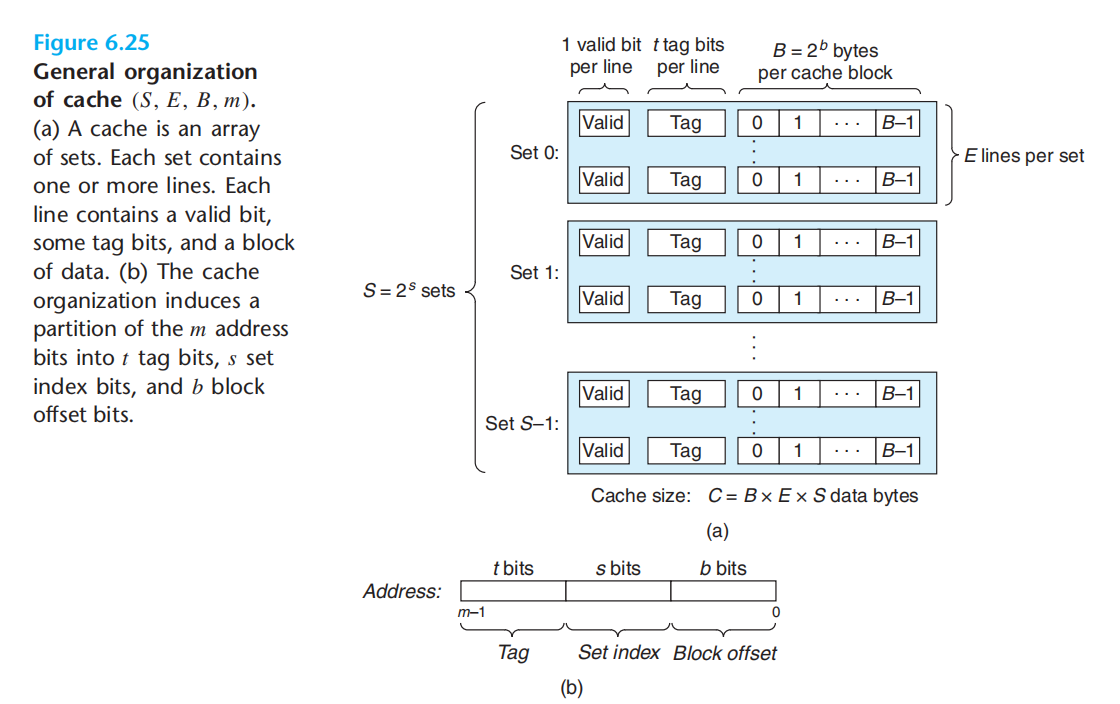 Figure 6.25
General organization
of cache (S, E, B, m).
(a) A cache is an array
of sets. Each set contains
one or more lines. Each
line contains a valid bit,
some tag bits, and a block
of data. (b) The cache
organization induces a
partition of the m address
bits into t tag bits, s set
index bits, and b block
offset bits.
1 valid bit per line
t tag bits per line
B = 2^b bytes per cache block
S = 2^s sets
Set 0:
Valid Tag 0 1 · · · B–1
Valid Tag 0 1 · · · B–1
E lines per set
Set 1:
Valid Tag 0 1 · · · B–1
Valid Tag 0 1 · · · B–1
Set S–1:
Valid Tag 0 1 · · · B–1
Valid Tag 0 1 · · · B–1
Cache size: C = B × E × S data bytes
(a)
t bits s bits b bits
Address:
m–1 0
Tag Set index Block offset
(b)